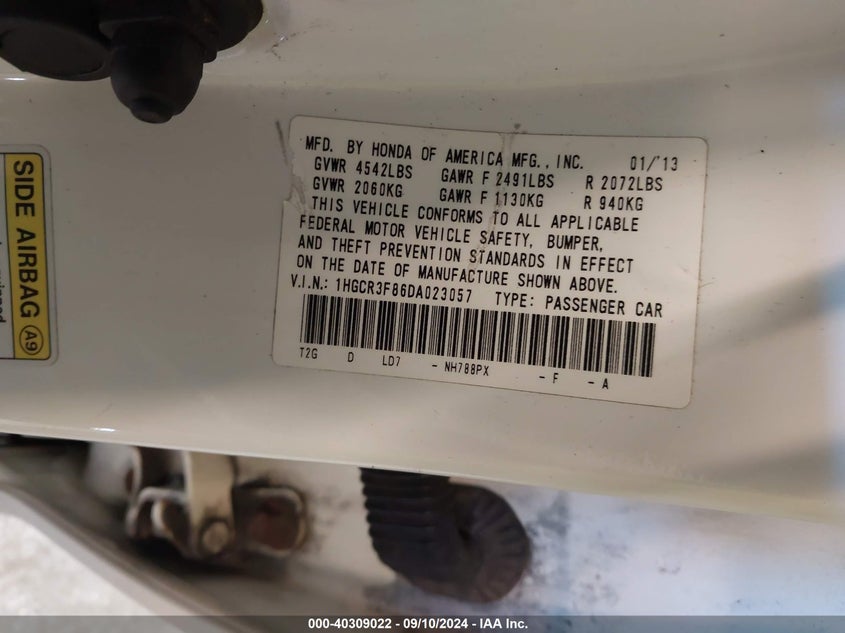 MFD. BY HONDA OF AMERICA MFG., INC. 01/'13
GVWR 4542LBS GAWR F 2491LBS R 2072LBS
GVWR 2060KG GAWR F 1130KG R 940KG
THIS VEHICLE CONFORMS TO ALL APPLICABLE
FEDERAL MOTOR VEHICLE SAFETY, BUMPER,
AND THEFT PREVENTION STANDARDS IN EFFECT
ON THE DATE OF MANUFACTURE SHOWN ABOVE.
V.I.N.: 1HGCR3F86DA023057 TYPE: PASSENGER CAR
T2G D LD7 - NH788PX - F - A
SIDE AIRBAG A9
000-40309022 - 09/10/2024 - IAA Inc.